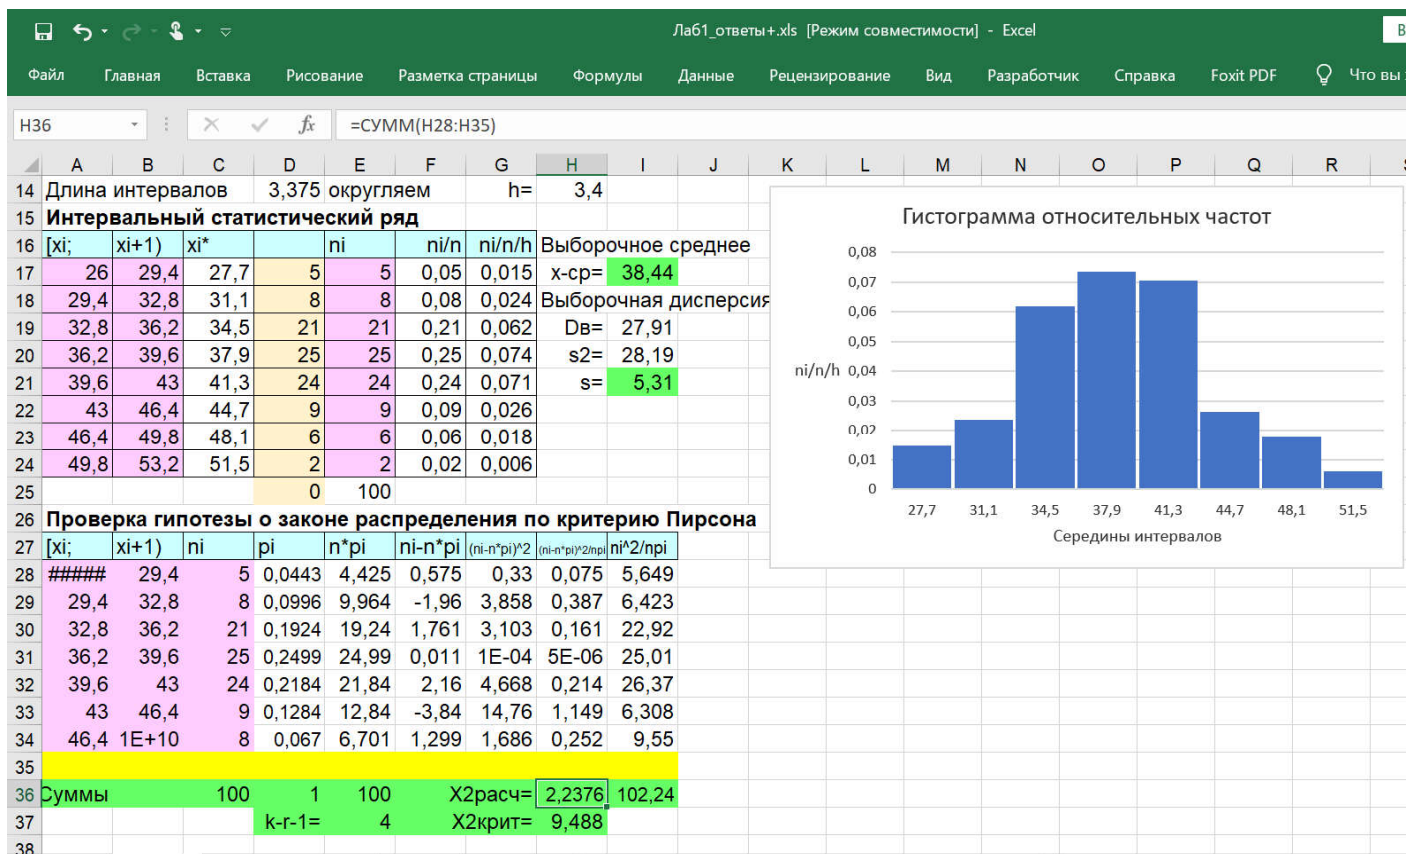 Лаб1_ответы+.xls [Режим совместимости] - Excel
Файл Главная Вставка Рисование Разметка страницы Формулы Данные Рецензирование Вид Разработчик Справка Foxit PDF Что вы
H36 fx =СУММ(H28:H35)
A B C D E F G H I J K L M N O P Q R
14 Длина интервалов 3,375 округляем h= 3,4
15 Интервальный статистический ряд
16 [xi; xi+1) xi* ni ni/n ni/n/h Выборочное среднее
17 26 29,4 27,7 5 5 0,05 0,015 x-ср= 38,44
18 29,4 32,8 31,1 8 8 0,08 0,024 Выборочная дисперсия
19 32,8 36,2 34,5 21 21 0,21 0,062 Dв= 27,91
20 36,2 39,6 37,9 25 25 0,25 0,074 s2= 28,19
21 39,6 43 41,3 24 24 0,24 0,071 s= 5,31
22 43 46,4 44,7 9 9 0,09 0,026
23 46,4 49,8 48,1 6 6 0,06 0,018
24 49,8 53,2 51,5 2 2 0,02 0,006
25 0 100
26 Проверка гипотезы о законе распределения по критерию Пирсона
27 [xi; xi+1) ni pi n*pi ni-n*pi (ni-n*pi)^2 (ni-n*pi)^2/npi ni^2/npi
28 ##### 29,4 5 0,0443 4,425 0,575 0,33 0,075 5,649
29 29,4 32,8 8 0,0996 9,964 -1,96 3,858 0,387 6,423
30 32,8 36,2 21 0,1924 19,24 1,761 3,103 0,161 22,92
31 36,2 39,6 25 0,2499 24,99 0,011 1E-04 5E-06 25,01
32 39,6 43 24 0,2184 21,84 2,16 4,668 0,214 26,37
33 43 46,4 9 0,1284 12,84 -3,84 14,76 1,149 6,308
34 46,4 1E+10 8 0,067 6,701 1,299 1,686 0,252 9,55
35
36 Суммы 100 1 100 X2расч= 2,2376 102,24
37 k-r-1= 4 X2крит= 9,488
38
Гистограмма относительных частот
0,08
0,07
0,06
0,05
ni/n/h 0,04
0,03
0,02
0,01
0
27,7 31,1 34,5 37,9 41,3 44,7 48,1 51,5
Середины интервалов